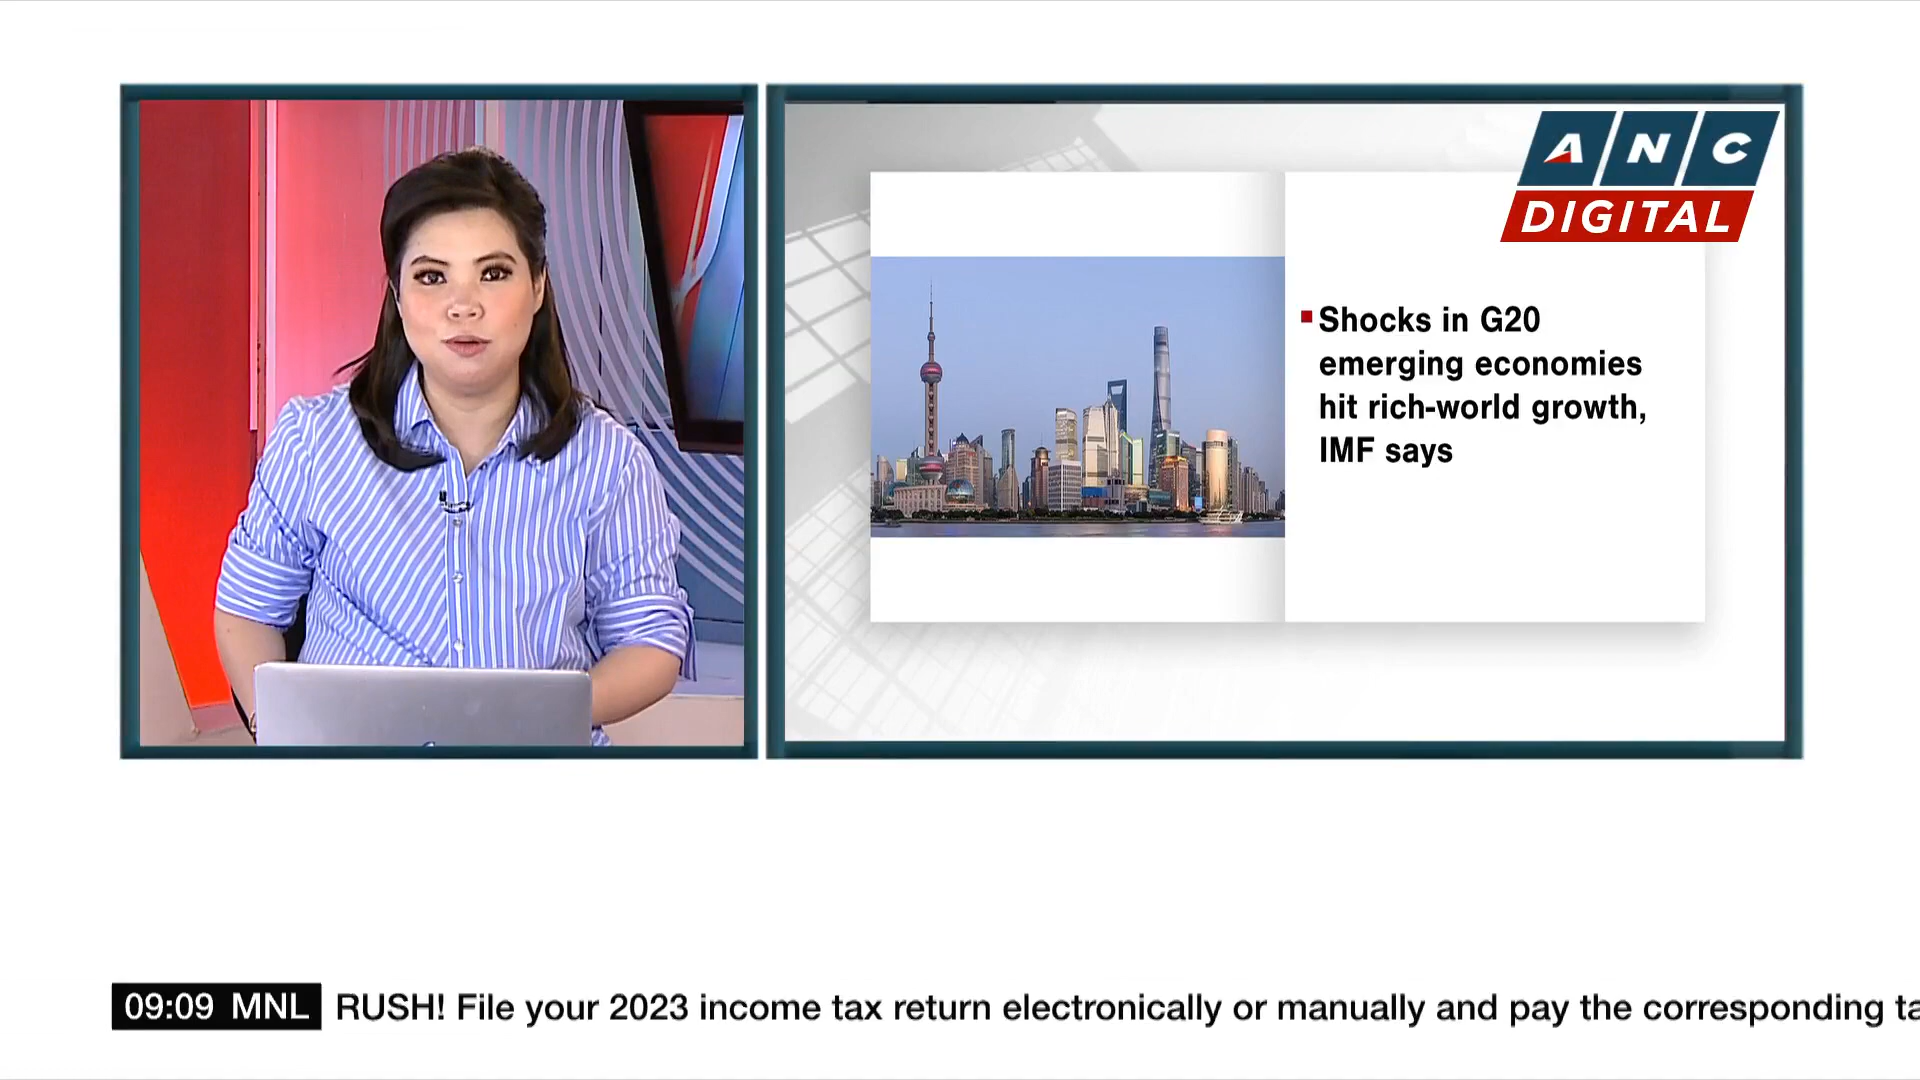 ANC
DIGITAL
Shocks in G20
emerging economies
hit rich-world growth,
IMF says
09:09 MNL RUSH! File your 2023 income tax return electronically or manually and pay the corresponding ta